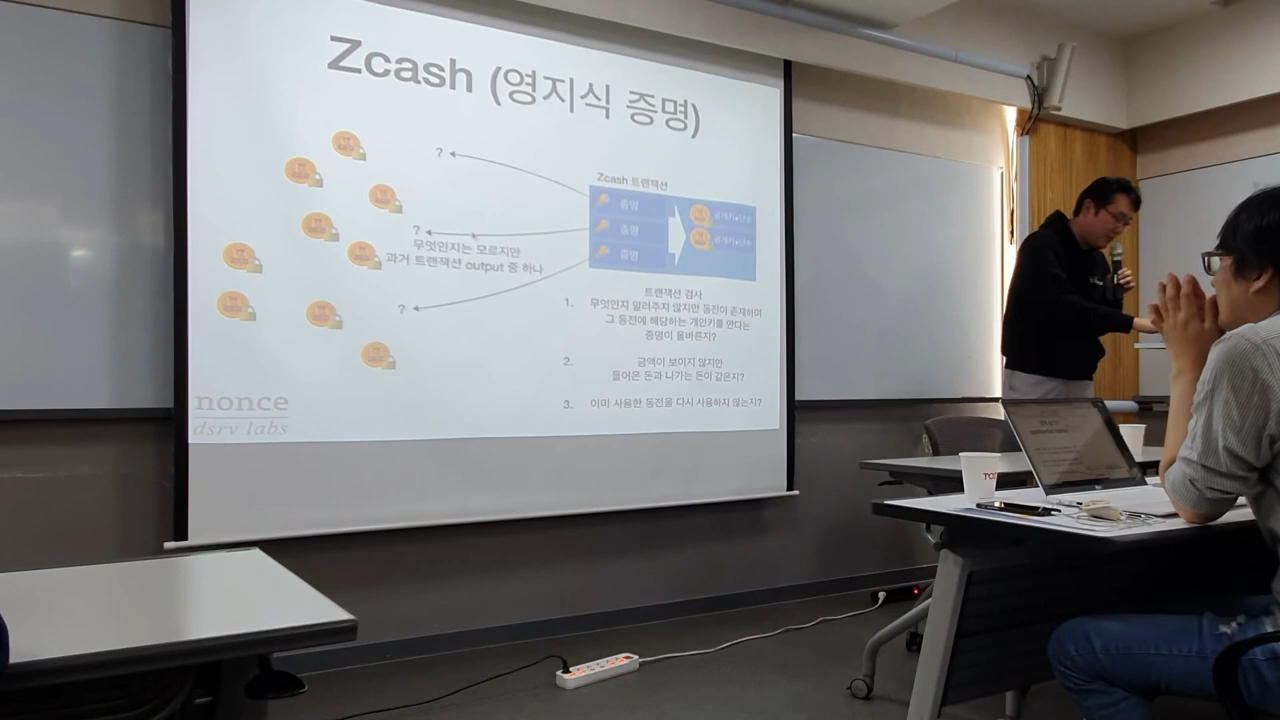 Zcash (영지식 증명)
?
Zcash 트랜잭션
증명
증명
증명
?
무엇인지는 모르지만
과거 트랜잭션 output 중 하나
?
트랜잭션 검사
1. 무엇인지 알려주지 않지만 동전이 존재하며
그 동전에 해당하는 개인키를 안다는
증명이 올바른지?
2. 금액이 보이지 않지만
들어온 돈과 나가는 돈이 같은지?
3. 이미 사용한 동전을 다시 사용하지 않는지?
nonce
dsrv labs